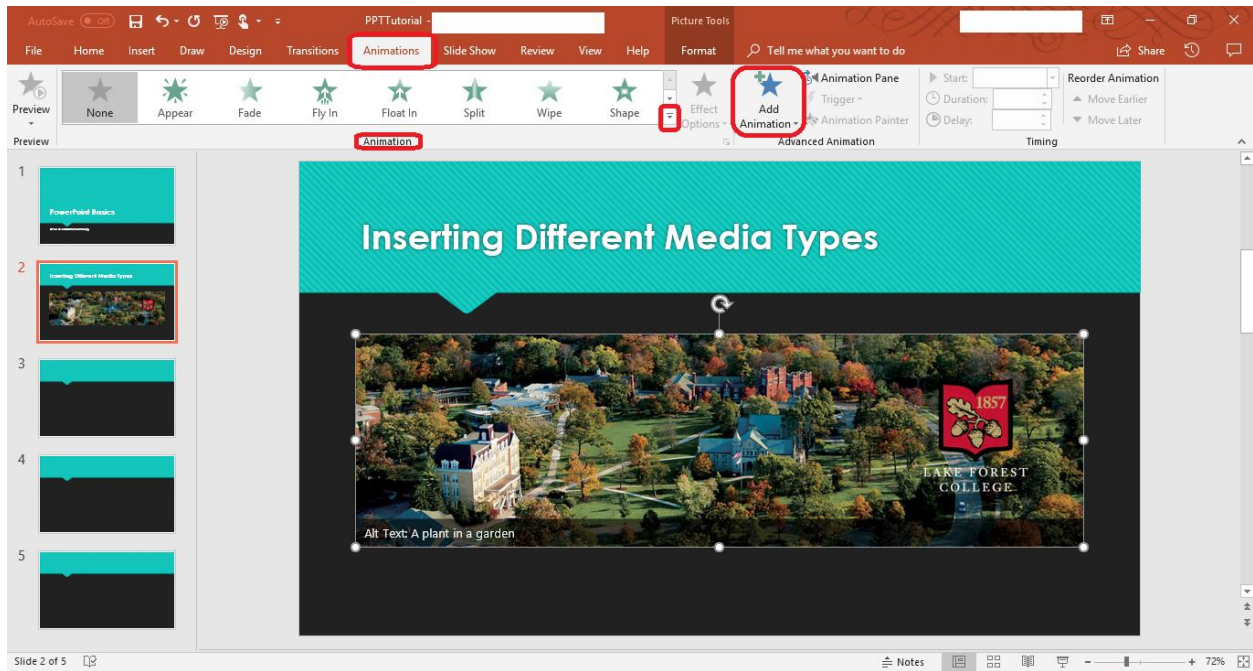 AutoSave Off PPTTutorial - Picture Tools
File Home Insert Draw Design Transitions Animations Slide Show Review View Help Format Tell me what you want to do Share
Preview None Appear Fade Fly In Float In Split Wipe Shape Effect Options Add Animation Animation Pane Start: Reorder Animation
Trigger Duration: Move Earlier
Animation Painter Delay: Move Later
Preview Animation Advanced Animation Timing
1
PowerPoint Basics
2
Inserting Different Media Types
3
4
5
Inserting Different Media Types
1857
LAKE FOREST
COLLEGE
Alt Text: A plant in a garden
Slide 2 of 5 Notes 72%